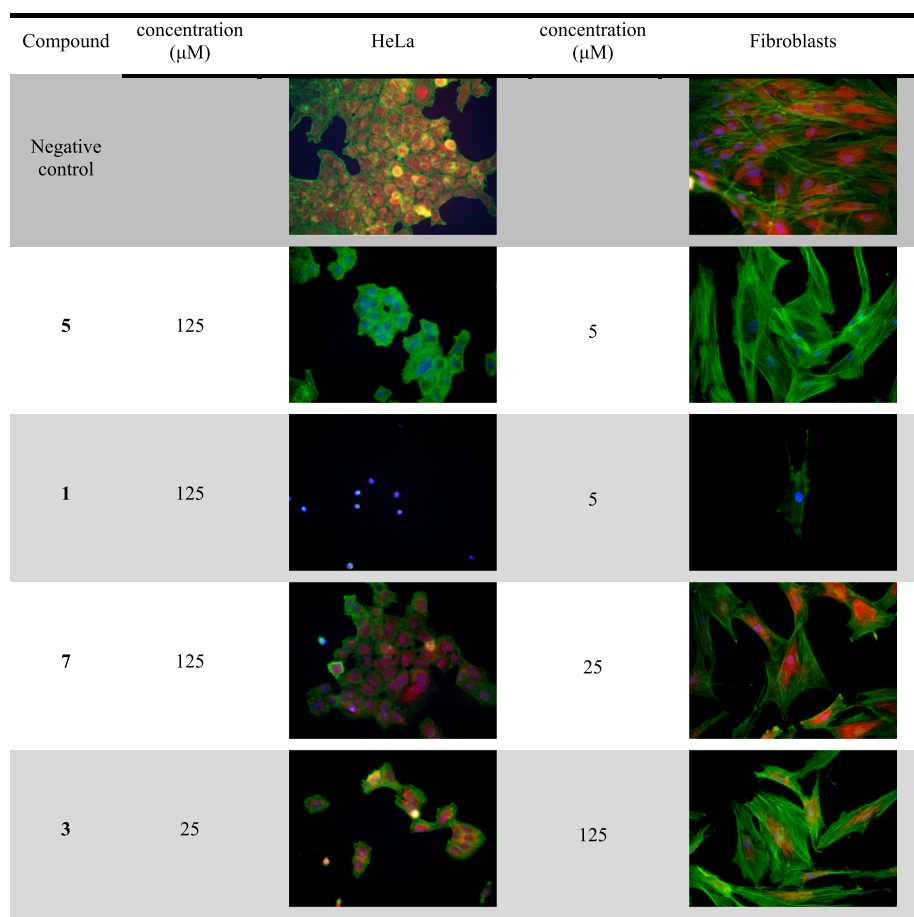 Compound
concentration
(μM)
HeLa
concentration
(μM)
Fibroblasts
Negative
control
5
125
5
1
125
5
7
125
25
3
25
125